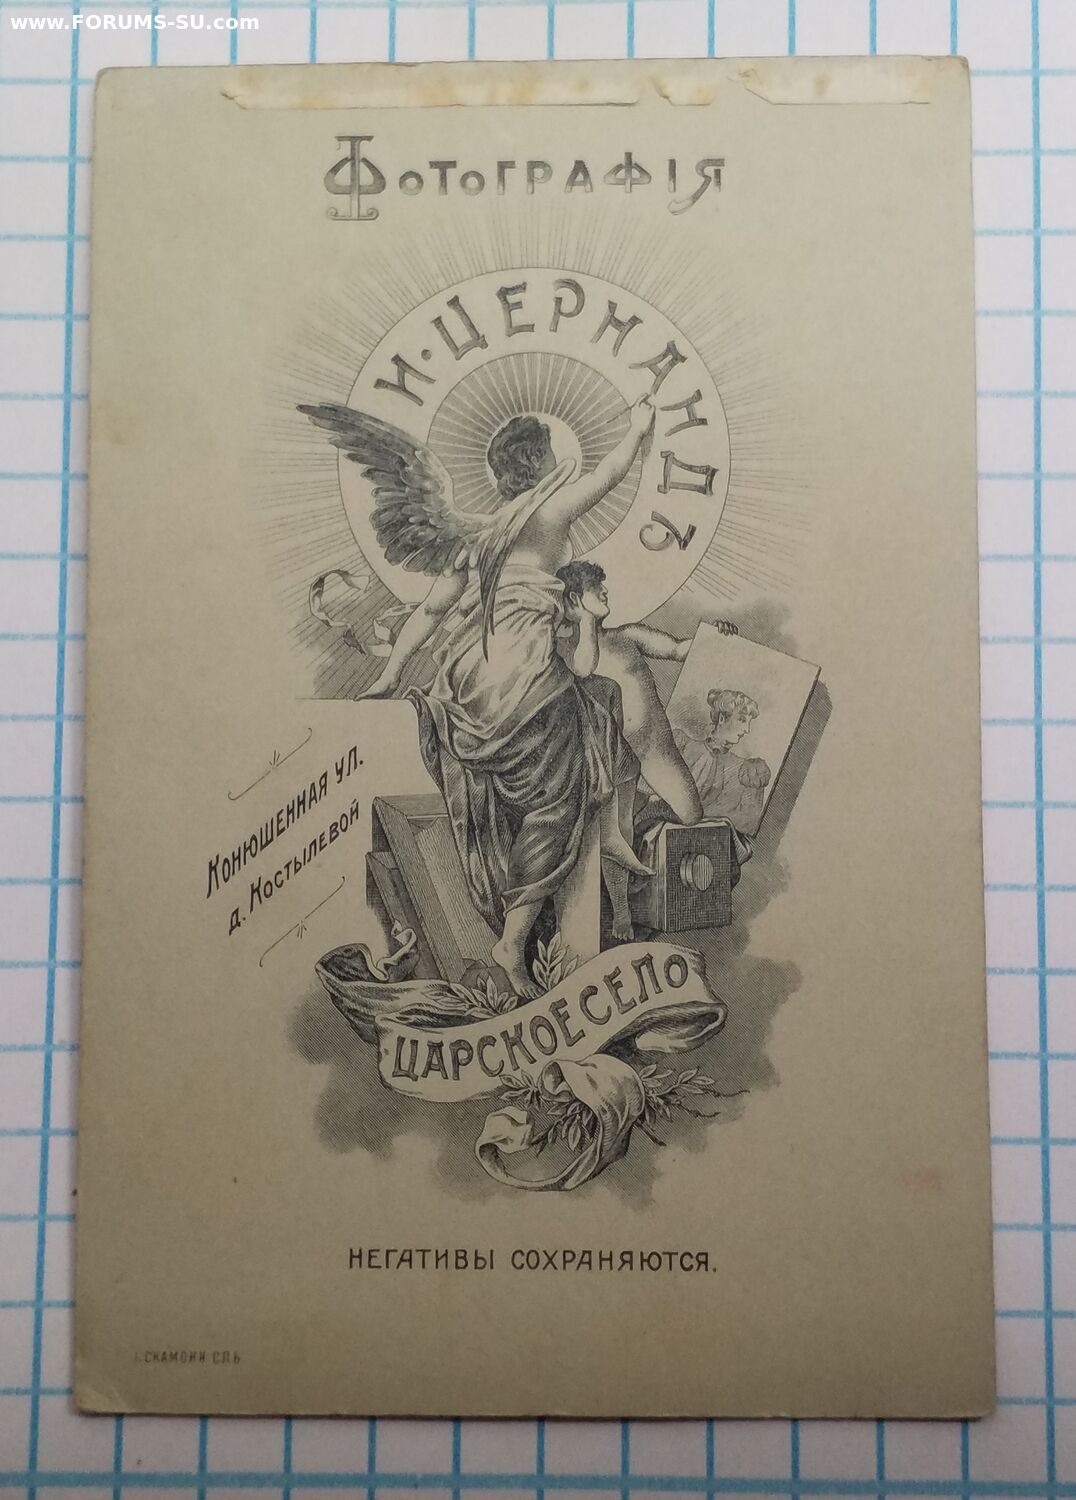 www.FORUMS-SU.com
ФотоГРАФІЯ
И·ЦЕРНАНДЪ
Конюшенная ул.
д. Костылевой
ЦАРСКОЕ СЕЛО
НЕГАТИВЫ СОХРАНЯЮТСЯ.
СКАМОНИ СПБ